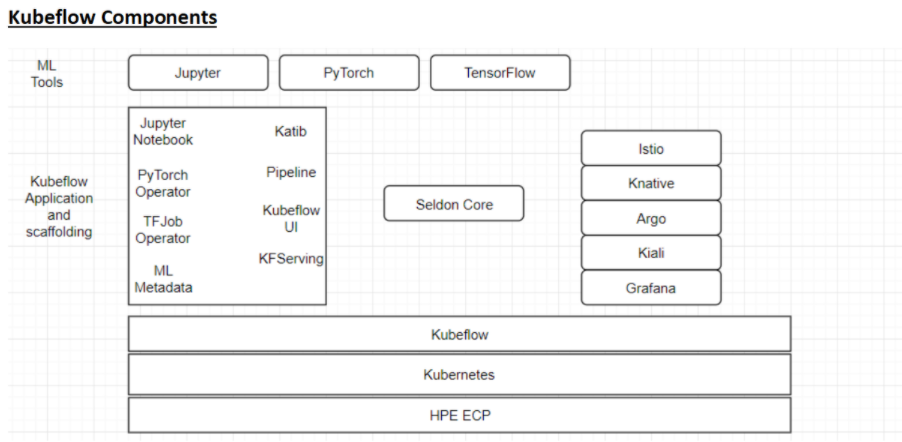 Kubeflow Components
ML
Tools
Jupyter
PyTorch
TensorFlow
Kubeflow
Application
and
scaffolding
Jupyter
Notebook
PyTorch
Operator
TFJob
Operator
ML
Metadata
Katib
Pipeline
Kubeflow
UI
KFServing
Seldon Core
Istio
Knative
Argo
Kiali
Grafana
Kubeflow
Kubernetes
HPE ECP